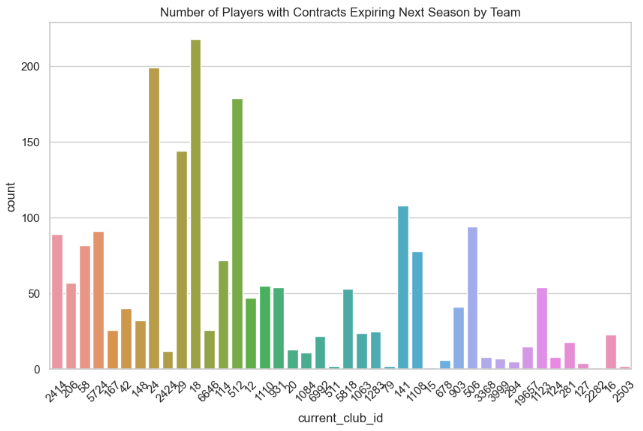 Number of Players with Contracts Expiring Next Season by Team
200
150
100
50
0
count
2414 206 58 5724 167 42 148 24 2424 29 18 6646 114 512 12 1110 931 20 1084 6992 511 5818 1063 1283 79 141 1108 15 678 903 506 3368 3999 294 19657 1123 124 281 127 2282 16 2503
current_club_id